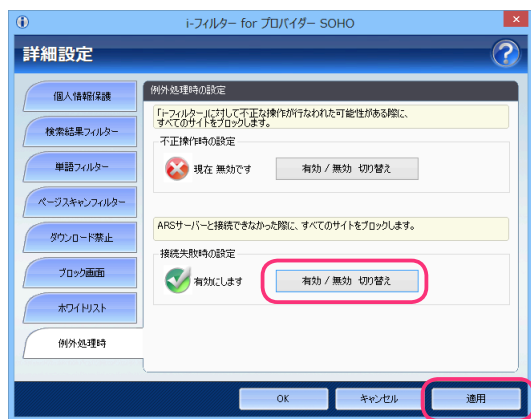 i-フィルター for プロバイダー SOHO
詳細設定
個人情報保護
検索結果フィルター
単語フィルター
ページスキャンフィルター
ダウンロード禁止
ブロック画面
ホワイトリスト
例外処理時
例外処理時の設定
「i-フィルター」に対して不正な操作が行なわれた可能性がある際に、
すべてのサイトをブロックします。
不正操作時の設定
現在 無効です
有効 / 無効 切り替え
ARSサーバーと接続できなかった際に、すべてのサイトをブロックします。
接続失敗時の設定
有効にします
有効 / 無効 切り替え
OK
キャンセル
適用